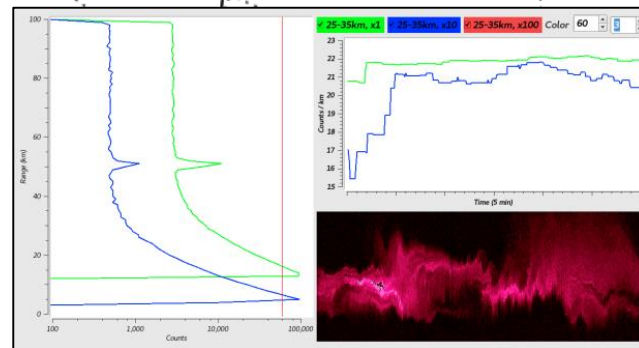 25-35km, x1
25-35km, x10
25-35km, x100
Color
60
100
80
60
40
20
0
Range (km)
100
1,000
10,000
100,000
Counts
23
22
21
20
19
18
17
16
15
Counts / km
Time (5 min)